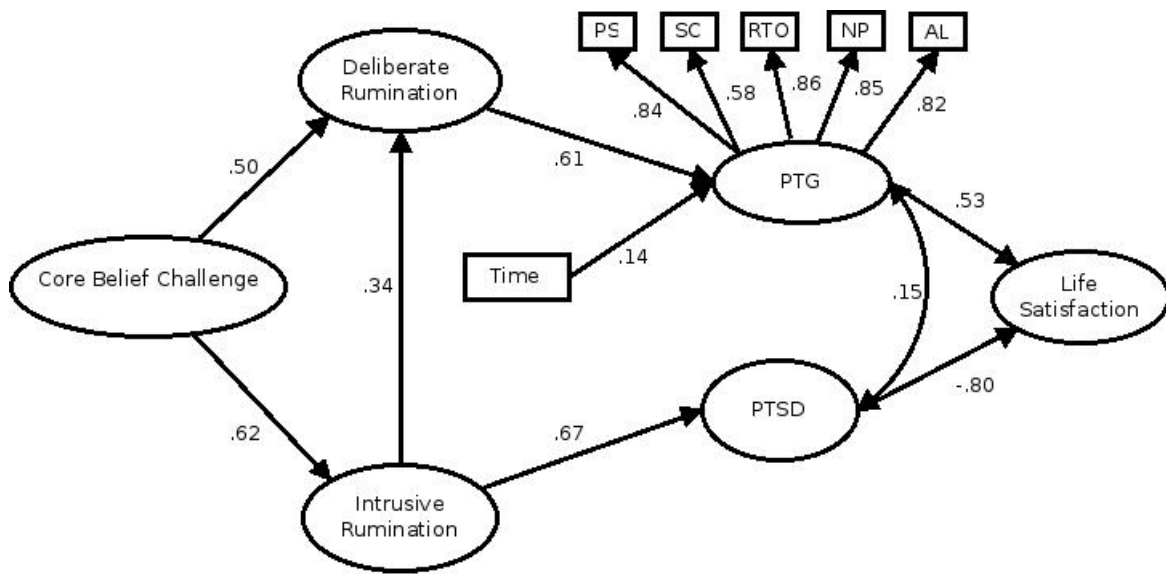 PS
SC
RTO
NP
AL
Deliberate
Rumination
.84
.58
.86
.85
.82
.61
PTG
.50
.53
.14
Time
Core Belief Challenge
.34
.15
Life
Satisfaction
-.80
PTSD
.62
.67
Intrusive
Rumination